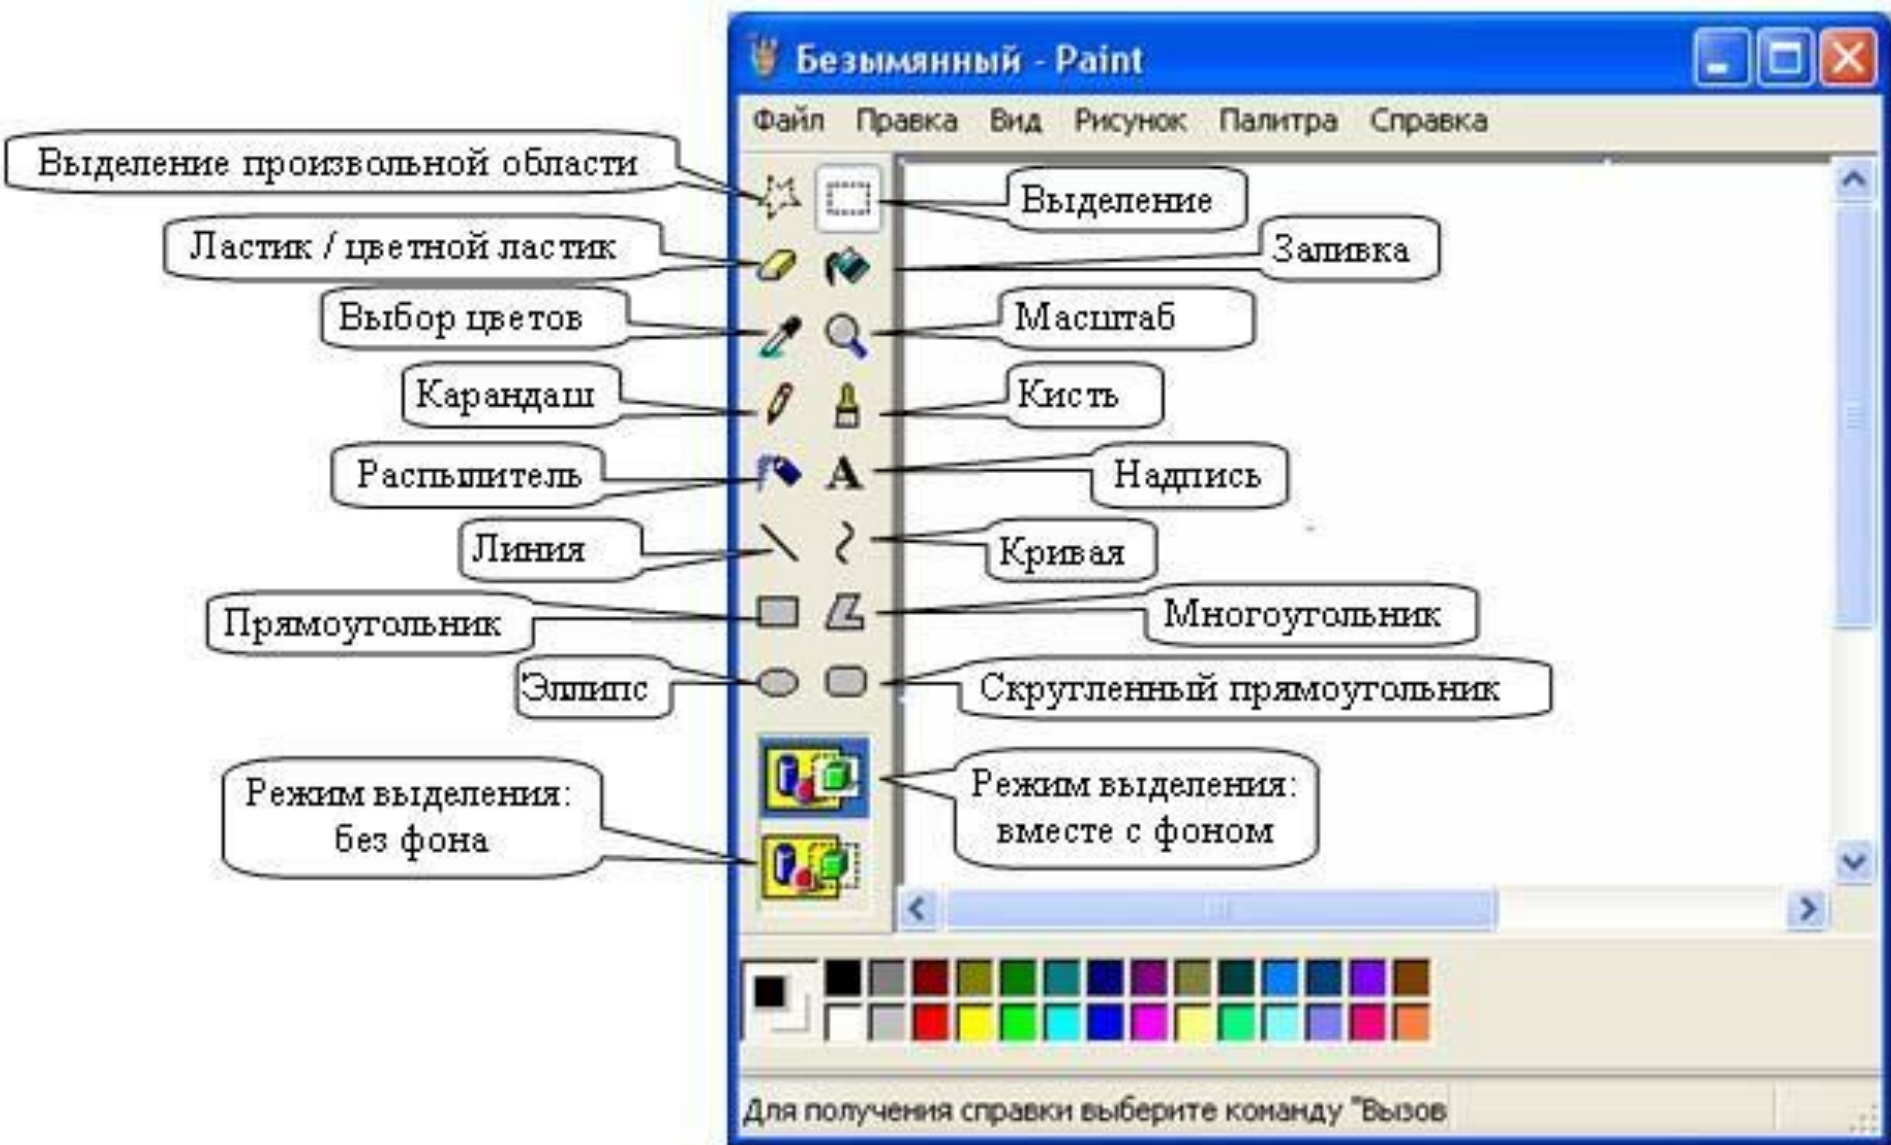 Безымянный - Paint
Файл Правка Вид Рисунок Палитра Справка
Выделение произвольной области
Выделение
Ластик / цветной ластик
Заливка
Выбор цветов
Масштаб
Карандаш
Кисть
Распылитель
A
Надпись
Линия
Кривая
Прямоугольник
Многоугольник
Эллипс
Скругленный прямоугольник
Режим выделения:
без фона
Режим выделения:
вместе с фоном
Для получения справки выберите команду "Вызов